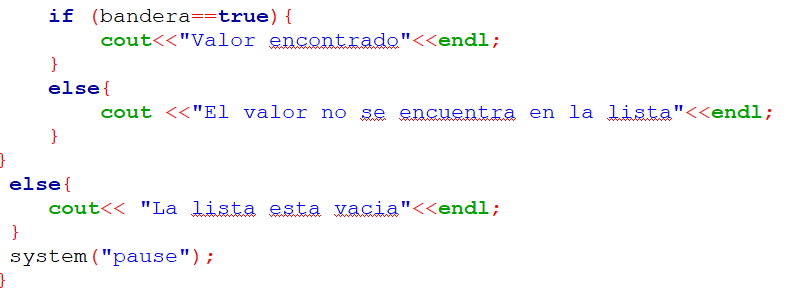 if (bandera==true){
cout<<"Valor encontrado"<<endl;
}
else{
cout <<"El valor no se encuentra en la lista"<<endl;
}
}
else{
cout<< "La lista esta vacia"<<endl;
}
system("pause");
}